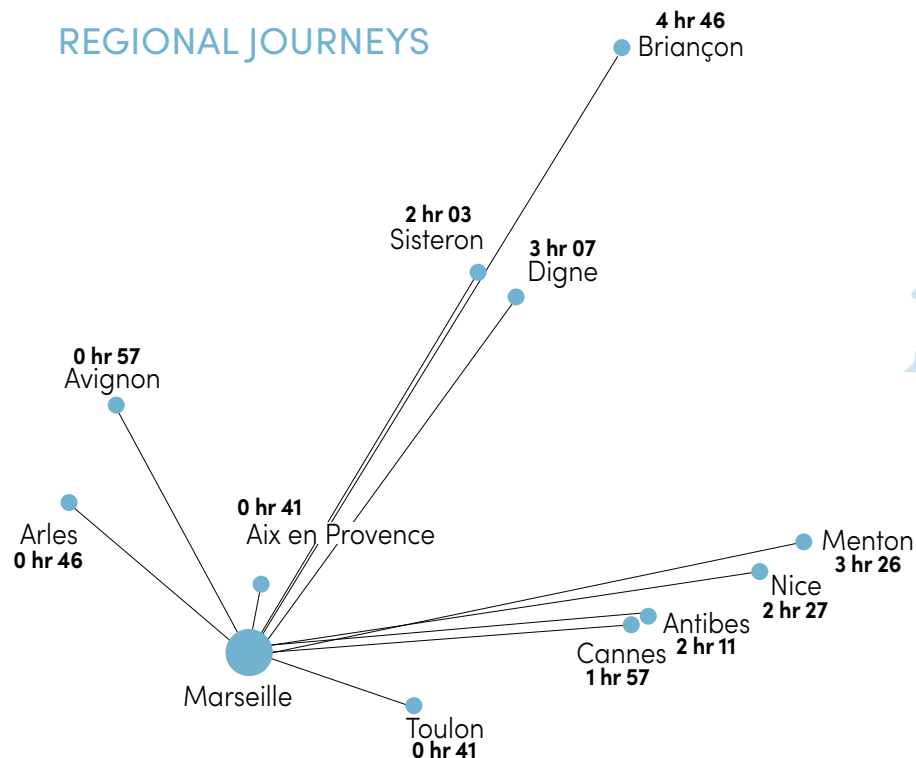 REGIONAL JOURNEYS
4 hr 46
Briançon
2 hr 03
Sisteron
3 hr 07
Digne
0 hr 57
Avignon
0 hr 41
Aix en Provence
Arles
0 hr 46
Menton
3 hr 26
Nice
2 hr 27
Antibes
2 hr 11
Cannes
1 hr 57
Marseille
Toulon
0 hr 41